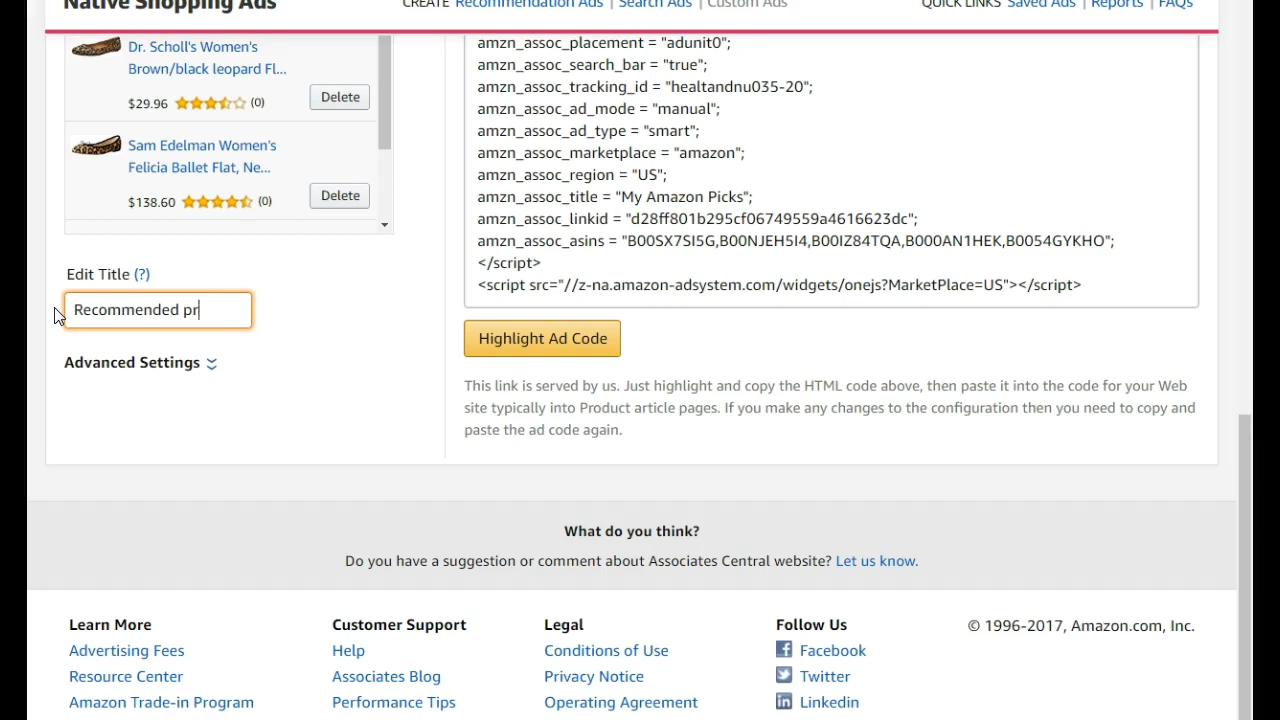 Native Shopping Ads
CREATE Recommendation Ads | Search Ads | Custom Ads
QUICK LINKS Saved Ads | Reports | FAQs
Dr. Scholl's Women's
Brown/black leopard Fl...
$29.96 (0)
Delete
Sam Edelman Women's
Felicia Ballet Flat, Ne...
$138.60 (0)
Delete
Edit Title (?)
Recommended pr
Advanced Settings
amzn_assoc_placement = "adunit0";
amzn_assoc_search_bar = "true";
amzn_assoc_tracking_id = "healtandnu035-20";
amzn_assoc_ad_mode = "manual";
amzn_assoc_ad_type = "smart";
amzn_assoc_marketplace = "amazon";
amzn_assoc_region = "US";
amzn_assoc_title = "My Amazon Picks";
amzn_assoc_linkid = "d28ff801b295cf06749559a4616623dc";
amzn_assoc_asins = "B00SX7SI5G,B00NJEH5I4,B00IZ84TQA,B000AN1HEK,B0054GYKHO";
</script>
<script src="//z-na.amazon-adsystem.com/widgets/onejs?MarketPlace=US"></script>
Highlight Ad Code
This link is served by us. Just highlight and copy the HTML code above, then paste it into the code for your Web
site typically into Product article pages. If you make any changes to the configuration then you need to copy and
paste the ad code again.
What do you think?
Do you have a suggestion or comment about Associates Central website? Let us know.
Learn More
Advertising Fees
Resource Center
Amazon Trade-in Program
Customer Support
Help
Associates Blog
Performance Tips
Legal
Conditions of Use
Privacy Notice
Operating Agreement
Follow Us
Facebook
Twitter
Linkedin
© 1996-2017, Amazon.com, Inc.